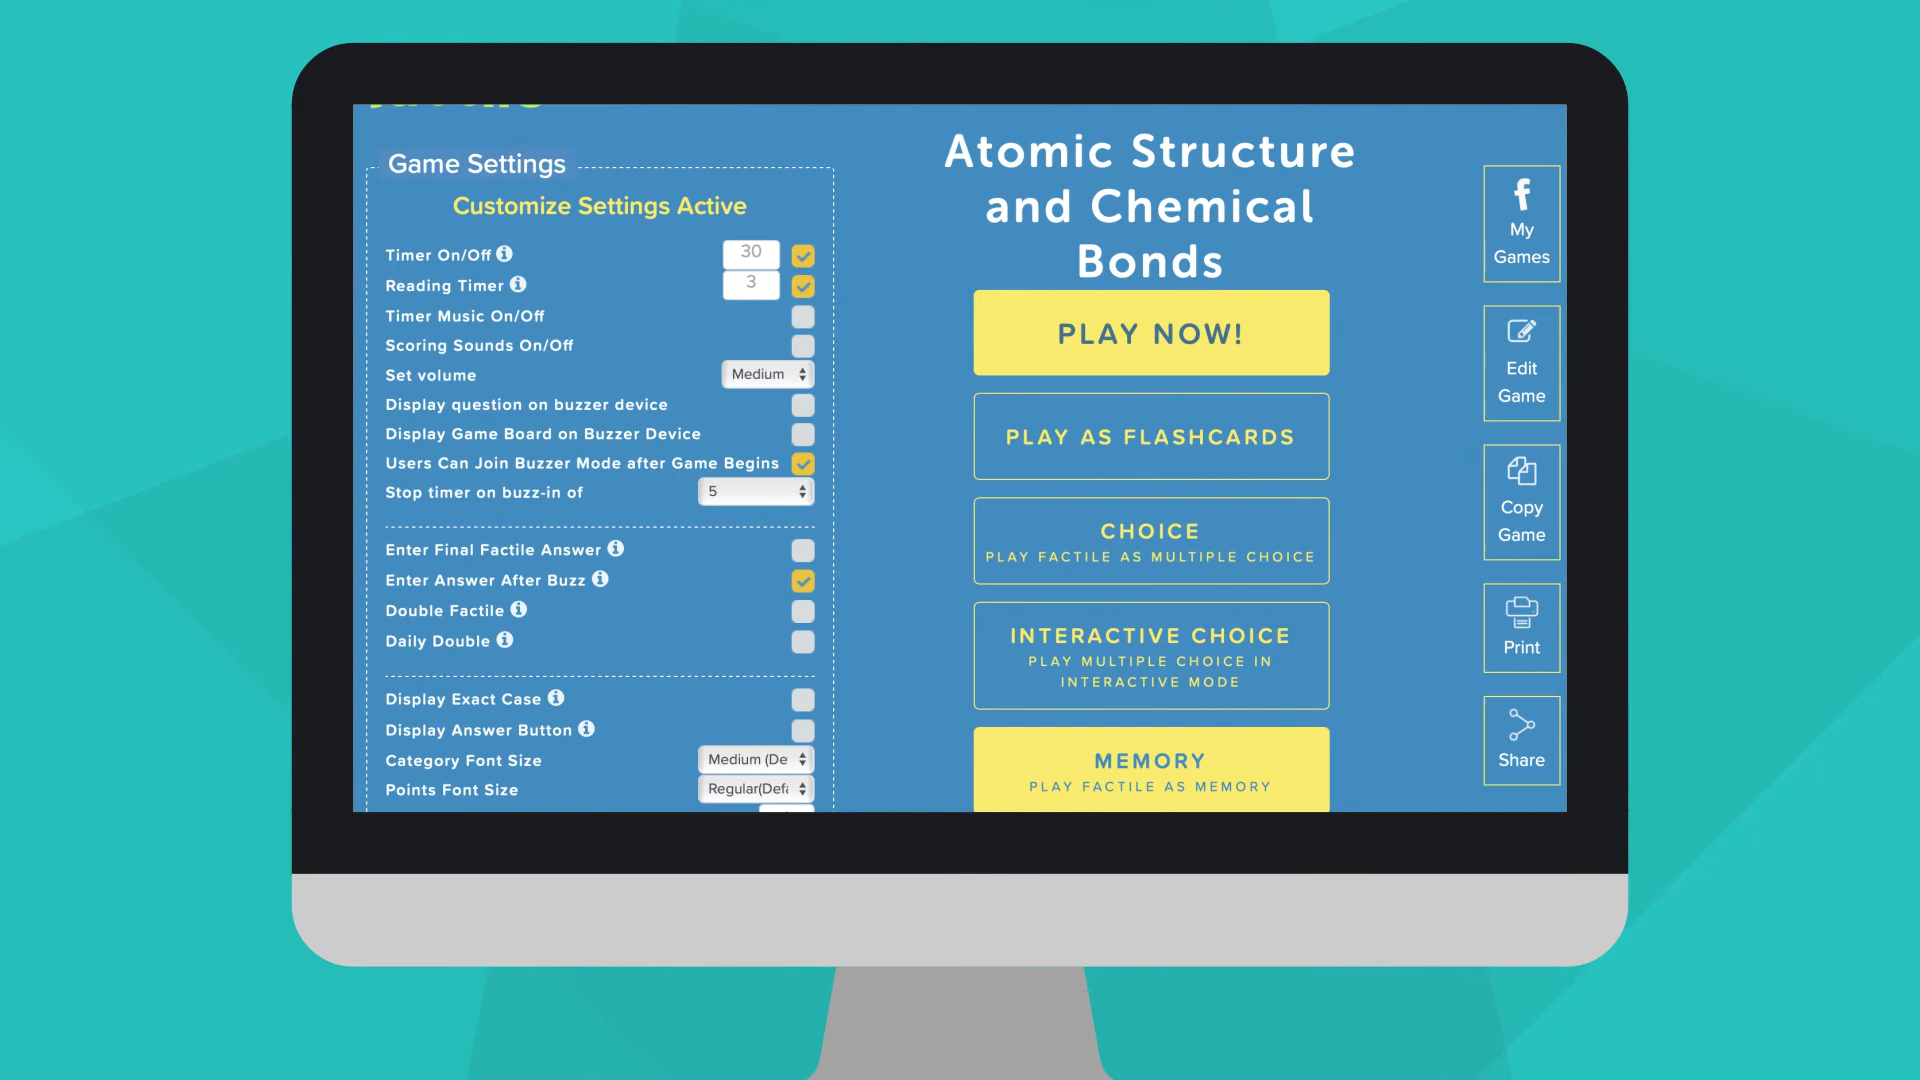 Game Settings
Customize Settings Active
Timer On/Off 30
Reading Timer 3
Timer Music On/Off
Scoring Sounds On/Off
Set volume Medium
Display question on buzzer device
Display Game Board on Buzzer Device
Users Can Join Buzzer Mode after Game Begins
Stop timer on buzz-in of 5
Enter Final Factile Answer
Enter Answer After Buzz
Double Factile
Daily Double
Display Exact Case
Display Answer Button
Category Font Size Medium (De
Points Font Size Regular(Defa
Atomic Structure
and Chemical
Bonds
PLAY NOW!
PLAY AS FLASHCARDS
CHOICE
PLAY FACTILE AS MULTIPLE CHOICE
INTERACTIVE CHOICE
PLAY MULTIPLE CHOICE IN
INTERACTIVE MODE
MEMORY
PLAY FACTILE AS MEMORY
My
Games
Edit
Game
Copy
Game
Print
Share